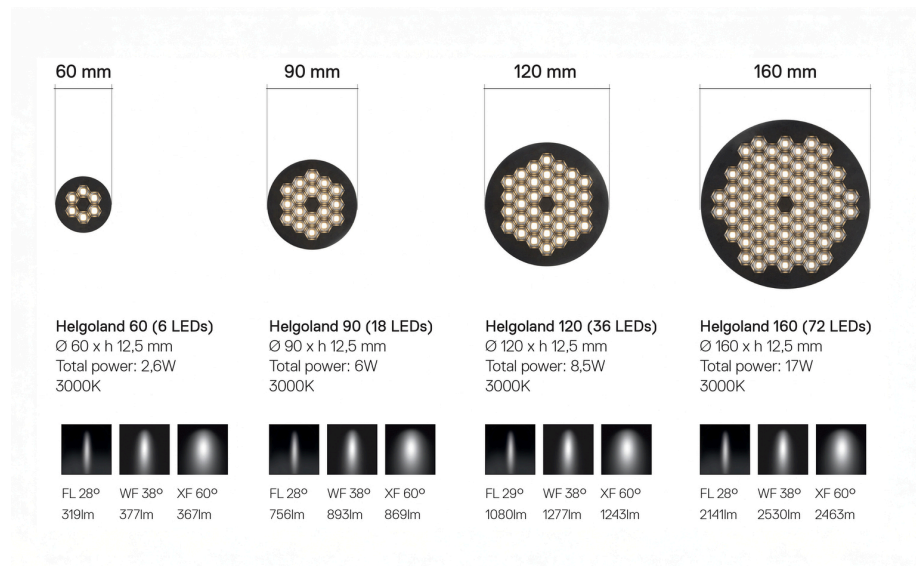 60 mm
90 mm
120 mm
160 mm
Helgoland 60 (6 LEDs)
Ø 60 x h 12,5 mm
Total power: 2,6W
3000K
FL 28º
WF 38º
XF 60º
319lm
377lm
367lm
Helgoland 90 (18 LEDs)
Ø 90 x h 12,5 mm
Total power: 6W
3000K
FL 28º
WF 38º
XF 60º
756lm
893lm
869lm
Helgoland 120 (36 LEDs)
Ø 120 x h 12,5 mm
Total power: 8,5W
3000K
FL 29º
WF 38º
XF 60º
1080lm
1277lm
1243lm
Helgoland 160 (72 LEDs)
Ø 160 x h 12,5 mm
Total power: 17W
3000K
FL 28º
WF 38º
XF 60º
2141lm
2530lm
2463m